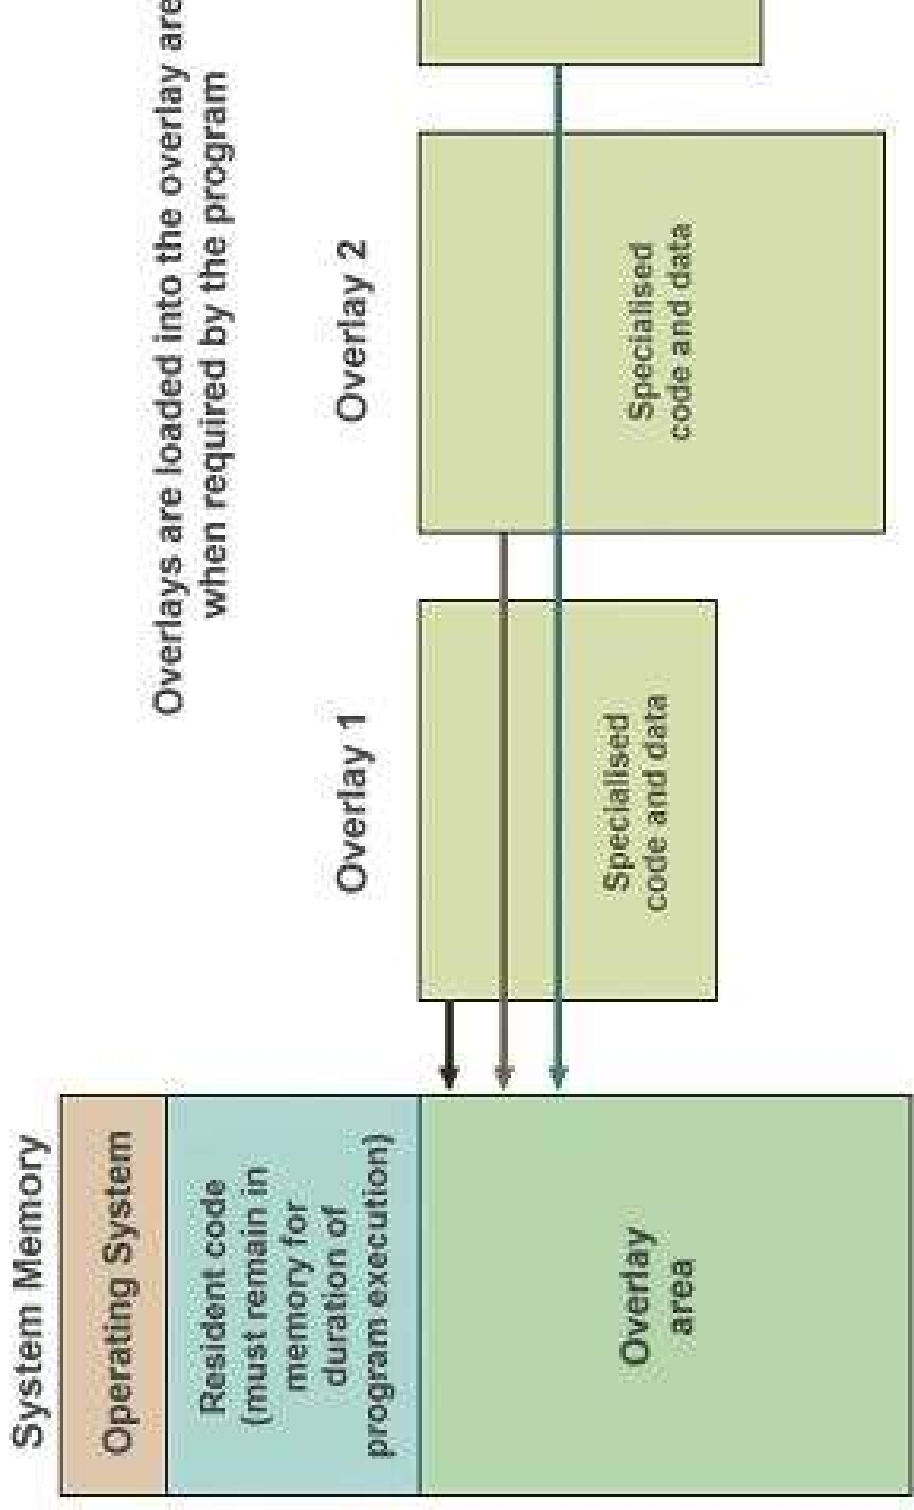 System Memory
Operating System
Resident code
(must remain in
memory for
duration of
program execution)
Overlay
area
Overlays are loaded into the overlay are
when required by the program
Overlay 1
Specialised
code and data
Overlay 2
Specialised
code and data